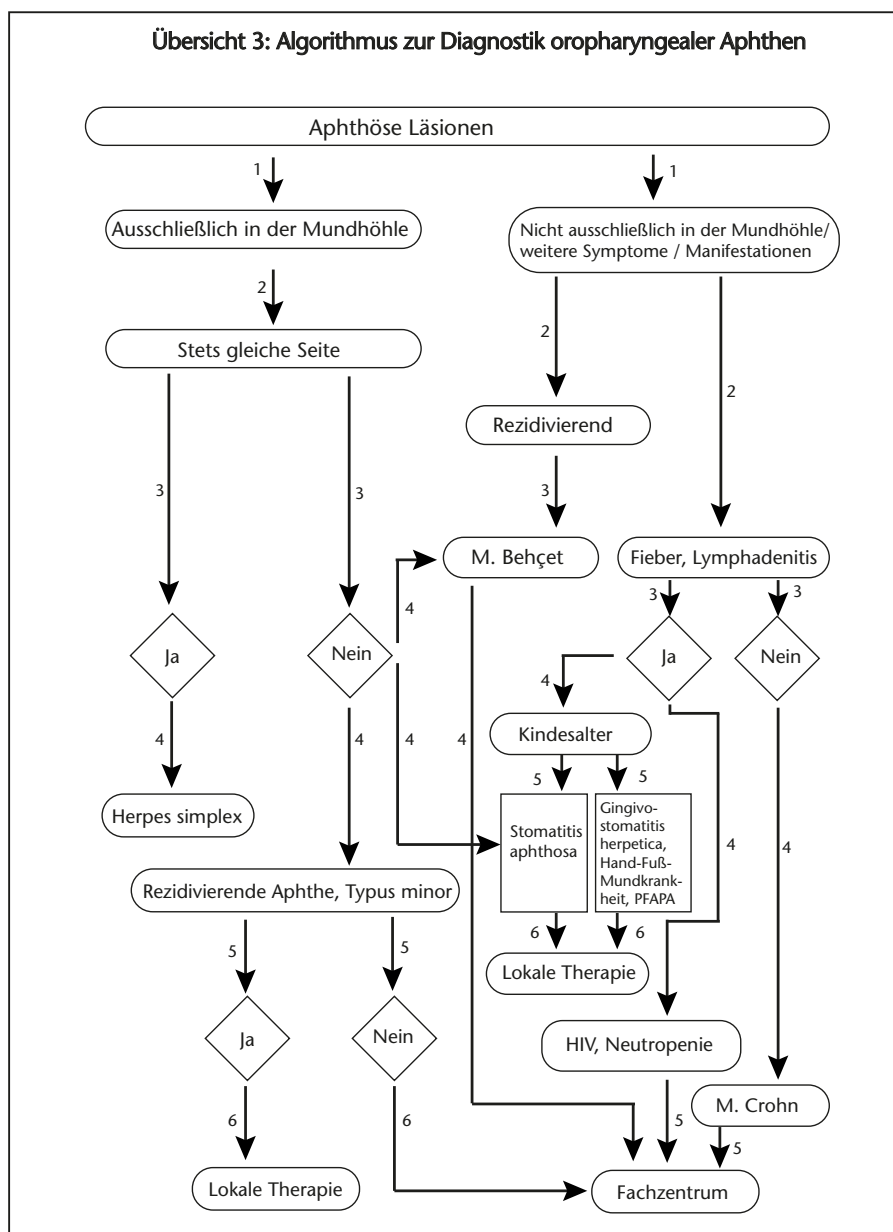 Übersicht 3: Algorithmus zur Diagnostik oropharyngealer Aphthen
Aphthöse Läsionen
1
1
Ausschließlich in der Mundhöhle
Nicht ausschließlich in der Mundhöhle/
weitere Symptome / Manifestationen
2
2
2
Stets gleiche Seite
Rezidivierend
3
3
3
M. Behçet
Fieber, Lymphadenitis
3
3
4
Ja
Nein
Ja
Nein
4
Kindesalter
4
4
4
4
5
5
Herpes simplex
Stomatitis
aphthosa
Gingivo-
stomatitis
herpetica,
Hand-Fuß-
Mundkrank-
heit, PFAPA
4
4
Rezidivierende Aphthe, Typus minor
6
6
5
5
Lokale Therapie
Ja
Nein
HIV, Neutropenie
M. Crohn
6
6
5
5
Lokale Therapie
Fachzentrum